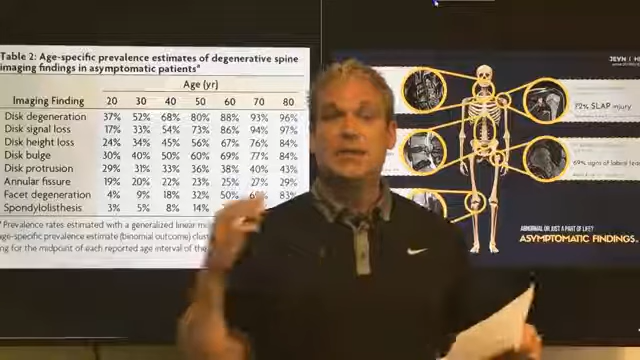 Table 2: Age-specific prevalence estimates of degenerative spine
imaging findings in asymptomatic patientsª
Age (yr)
Imaging Finding 20 30 40 50 60 70 80
Disk degeneration 37% 52% 68% 80% 88% 93% 96%
Disk signal loss 17% 33% 54% 73% 86% 94% 97%
Disk height loss 24% 34% 45% 56% 67% 76% 84%
Disk bulge 30% 40% 50% 60% 69% 77% 84%
Disk protrusion 29% 31% 33% 36% 38% 40% 43%
Annular fissure 19% 20% 22% 23% 25% 27% 29%
Facet degeneration 4% 9% 18% 32% 50% 83%
Spondylolisthesis 3% 5% 8% 14%
ª Prevalence rates estimated with a generalized linear
age-specific prevalence estimate (binomial outcome)
ing for the midpoint of each reported age interval of the
72% SLAP injury
69% signs of labral
ABNORMAL OR JUST A PART OF LIFE?
ASYMPTOMATIC FINDINGS.